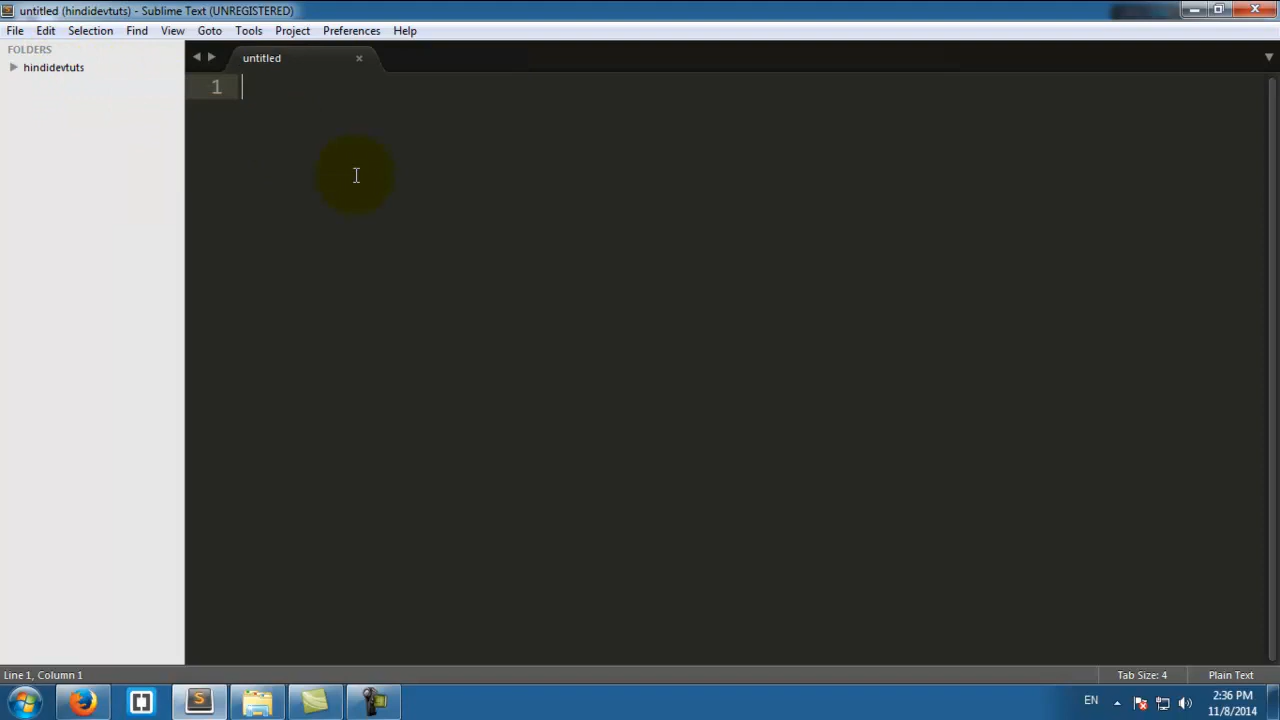 untitled (hindidevtuts) - Sublime Text (UNREGISTERED)
File Edit Selection Find View Goto Tools Project Preferences Help
FOLDERS
hindidevtuts
untitled
1
Line 1, Column 1
Tab Size: 4
Plain Text
EN
2:36 PM
11/8/2014